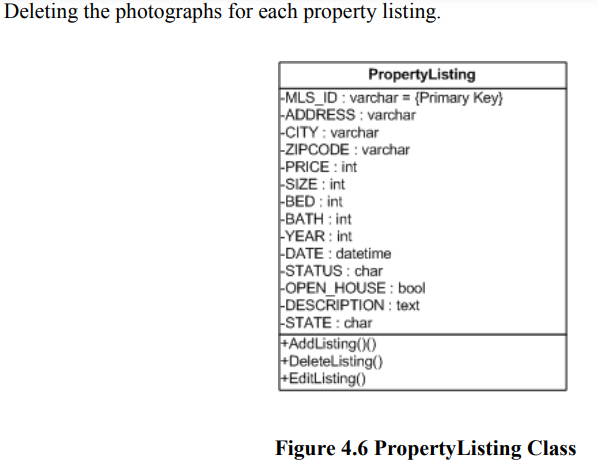 Deleting the photographs for each property listing.
PropertyListing
-MLS_ID : varchar = {Primary Key}
-ADDRESS : varchar
-CITY : varchar
-ZIPCODE : varchar
-PRICE : int
-SIZE : int
-BED : int
-BATH : int
-YEAR : int
-DATE : datetime
-STATUS : char
-OPEN_HOUSE : bool
-DESCRIPTION : text
-STATE : char
+AddListing()()
+DeleteListing()
+EditListing()
Figure 4.6 PropertyListing Class